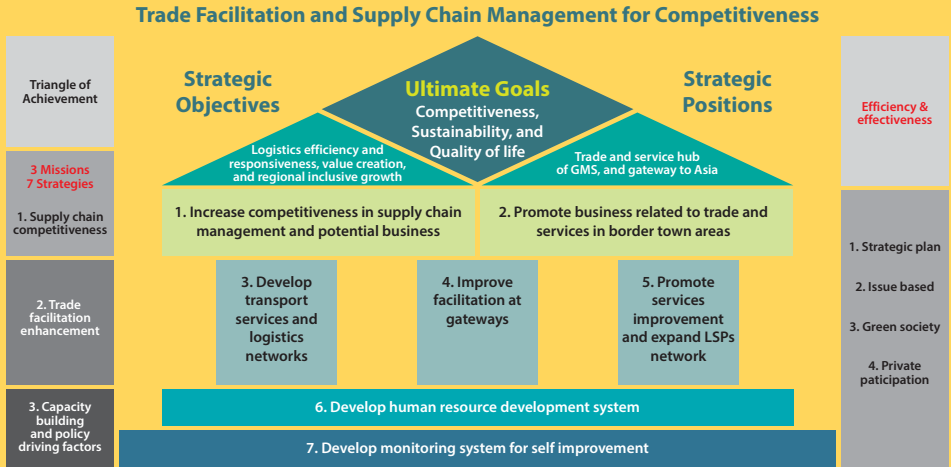 Trade Facilitation and Supply Chain Management for Competitiveness
Triangle of
Achievement
3 Missions
7 Strategies
1. Supply chain
competitiveness
2. Trade
facilitation
enhancement
3. Capacity
building
and policy
driving factors
Strategic
Objectives
Ultimate Goals
Competitiveness,
Sustainability, and
Quality of life
Strategic
Positions
Logistics efficiency and
responsiveness, value creation,
and regional inclusive growth
Trade and service hub
of GMS, and gateway to Asia
1. Increase competitiveness in supply chain
management and potential business
2. Promote business related to trade and
services in border town areas
3. Develop
transport
services and
logistics
networks
4. Improve
facilitation at
gateways
5. Promote
services
improvement
and expand LSPs
network
6. Develop human resource development system
7. Develop monitoring system for self improvement
Efficiency &
effectiveness
1. Strategic plan
2. Issue based
3. Green society
4. Private
paticipation